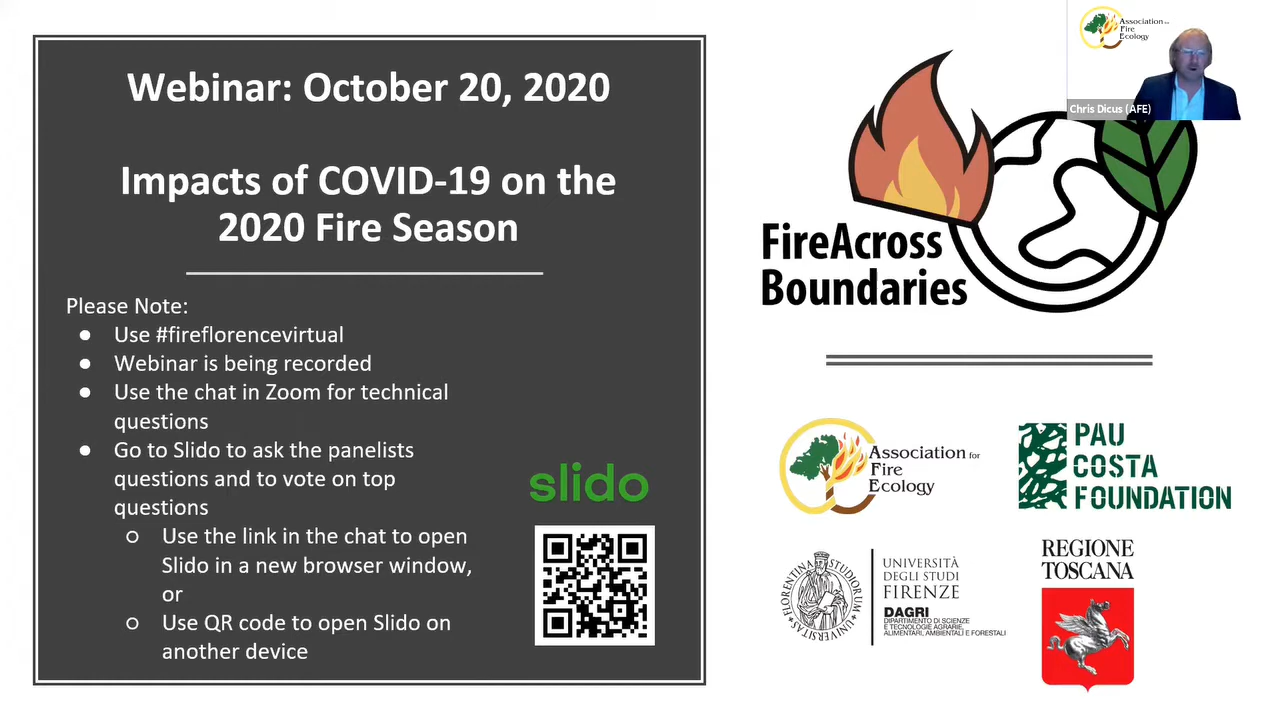 Webinar: October 20, 2020
Impacts of COVID-19 on the
2020 Fire Season
Please Note:
● Use #fireflorencevirtual
● Webinar is being recorded
● Use the chat in Zoom for technical
questions
● Go to Slido to ask the panelists
questions and to vote on top
questions
○ Use the link in the chat to open
Slido in a new browser window,
or
○ Use QR code to open Slido on
another device
slido
Association for
Fire
Ecology
Chris Dicus (AFE)
FireAcross
Boundaries
Association for
Fire
Ecology
PAU
COSTA
FOUNDATION
FLORENTINA STUDIORUM UNIVERSITAS
UNIVERSITÀ
DEGLI STUDI
FIRENZE
DAGRI
DIPARTIMENTO DI SCIENZE
E TECNOLOGIE AGRARIE,
ALIMENTARI, AMBIENTALI E FORESTALI
REGIONE
TOSCANA